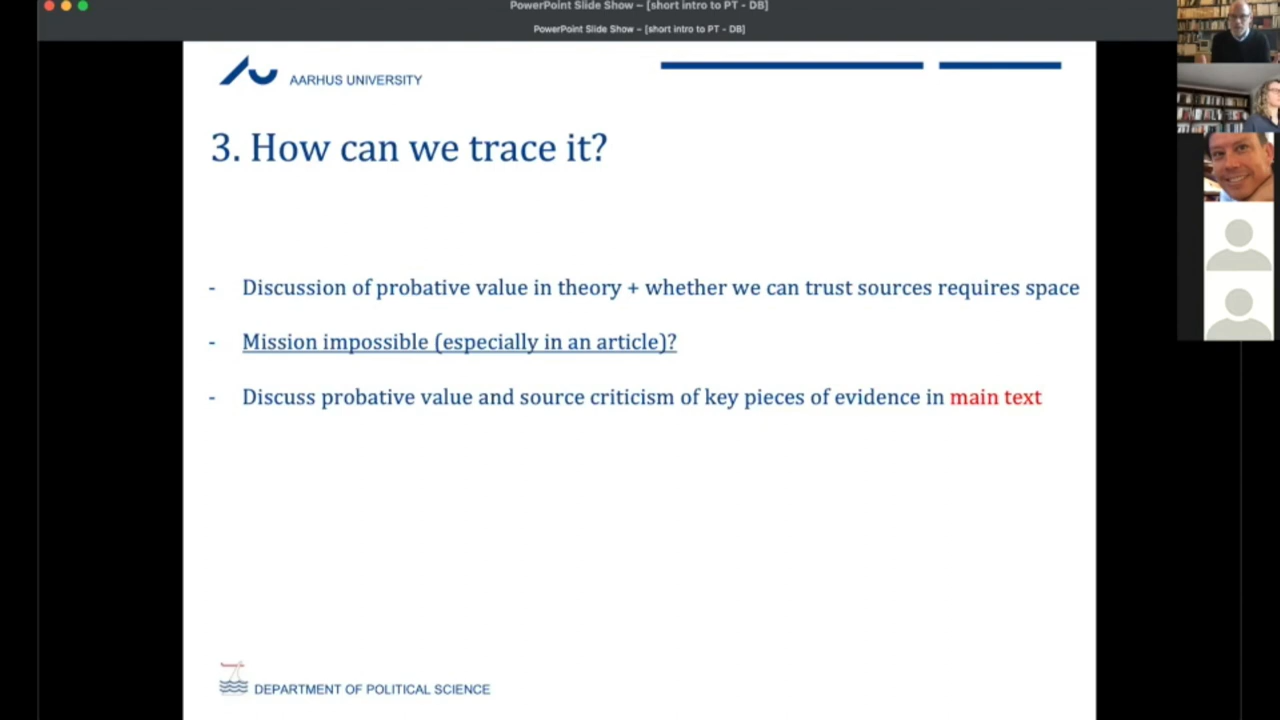 PowerPoint Slide Show – [short intro to PT - DB]
PowerPoint Slide Show – [short intro to PT - DB]
AARHUS UNIVERSITY
3. How can we trace it?
- Discussion of probative value in theory + whether we can trust sources requires space
- Mission impossible (especially in an article)?
- Discuss probative value and source criticism of key pieces of evidence in main text
DEPARTMENT OF POLITICAL SCIENCE